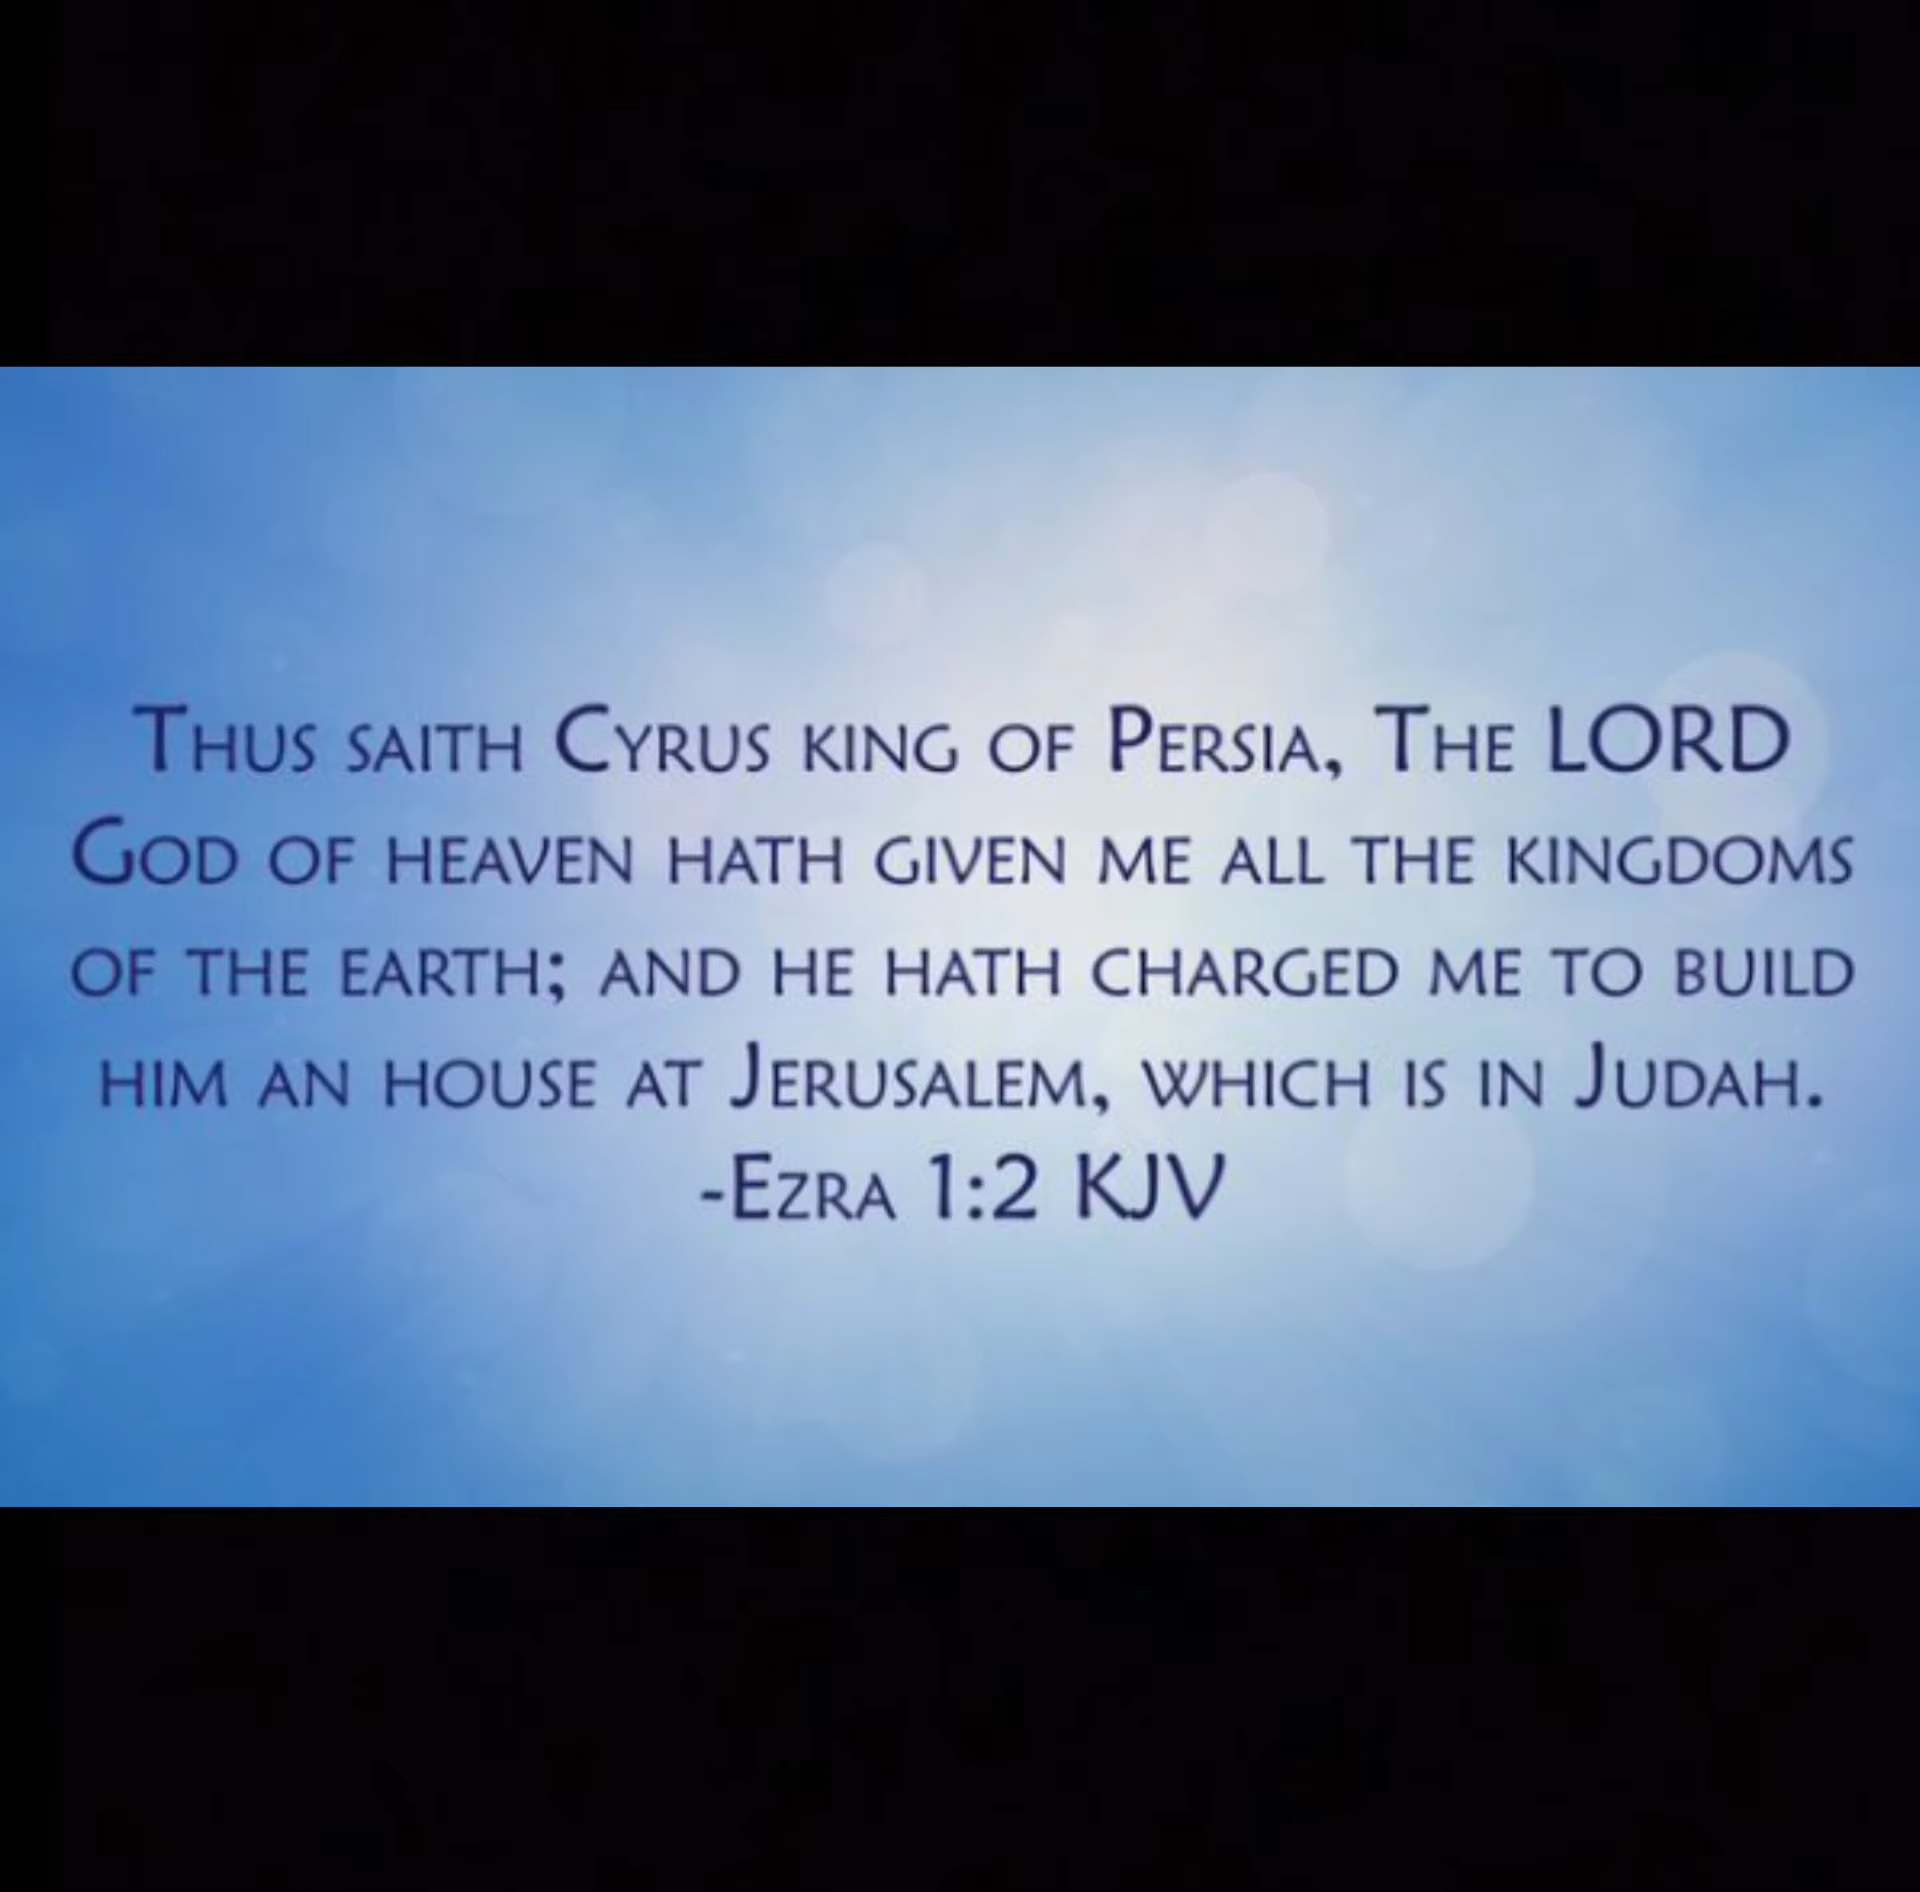 Thus saith Cyrus king of Persia, The LORD
God of heaven hath given me all the kingdoms
of the earth; and he hath charged me to build
him an house at Jerusalem, which is in Judah.
-Ezra 1:2 KJV